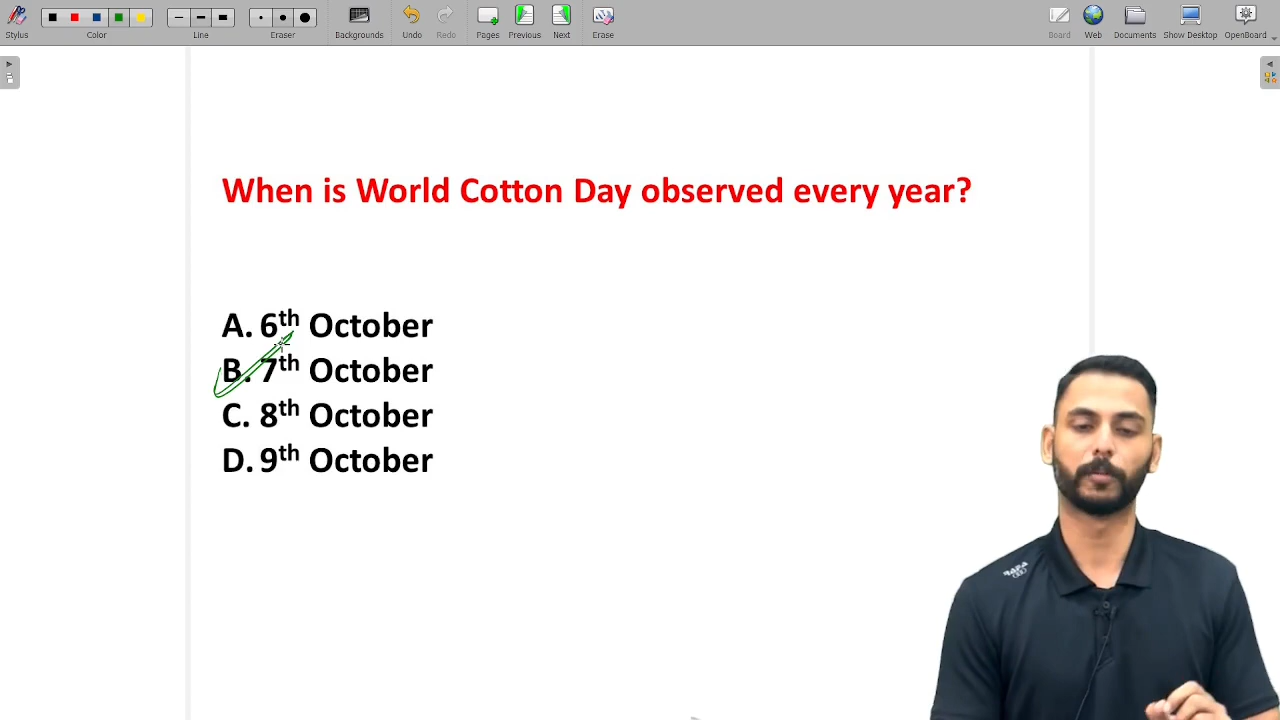 Stylus
Color
Line
Eraser
Backgrounds
Undo
Redo
Pages
Previous
Next
Erase
Board
Web
Documents
Show Desktop
OpenBoard
When is World Cotton Day observed every year?
A. 6th October
B. 7th October
C. 8th October
D. 9th October